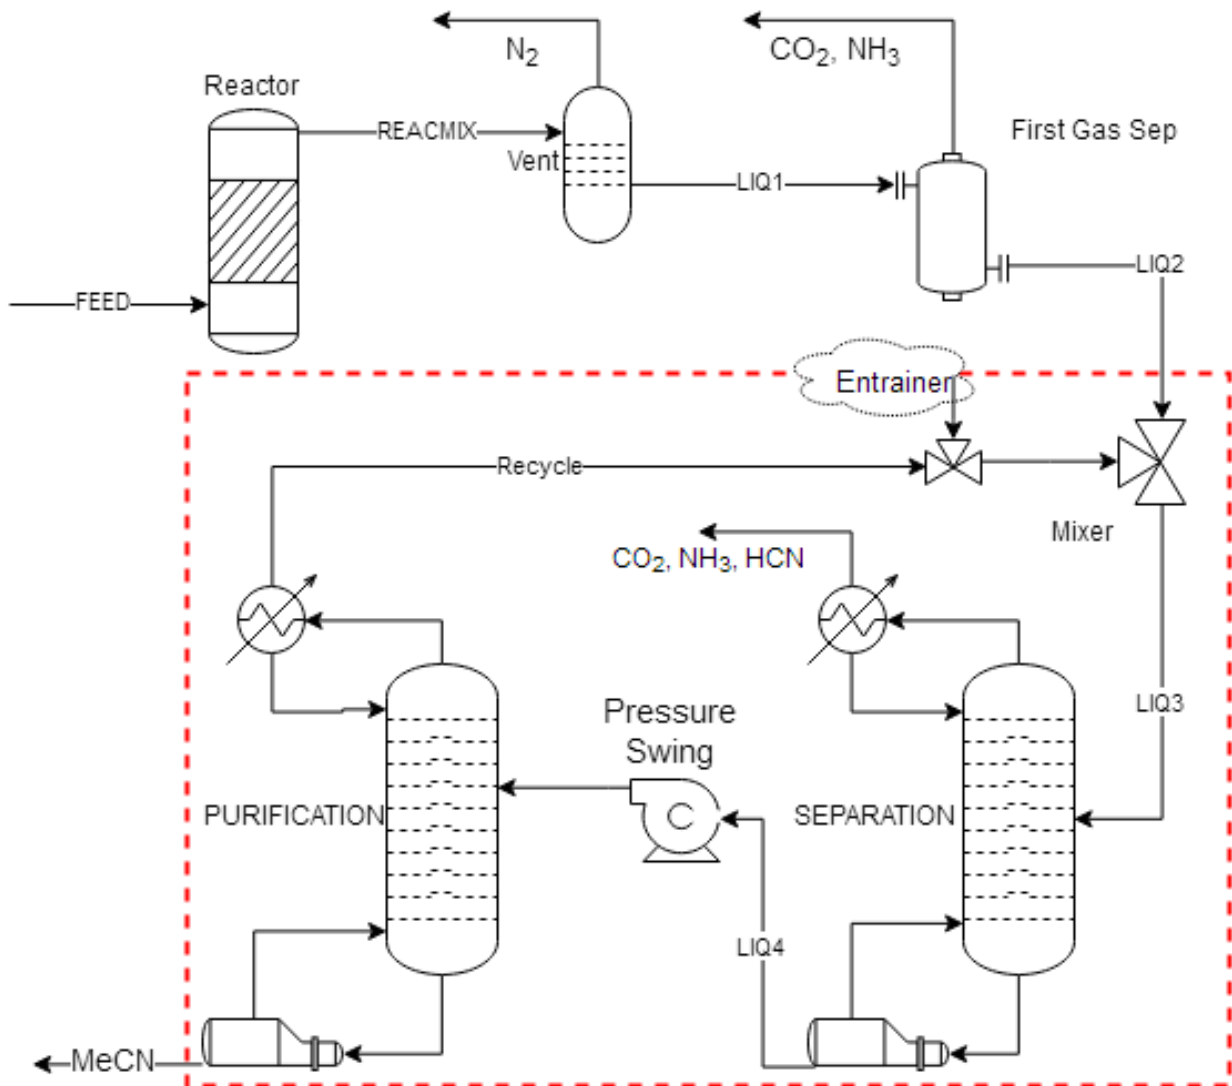 N2
CO2, NH3
Reactor
REACMIX
First Gas Sep
Vent
LIQ1
LIQ2
FEED
Entrainer
Recycle
Mixer
CO2, NH3, HCN
LIQ3
Pressure
Swing
PURIFICATION
SEPARATION
C
LIQ4
MeCN